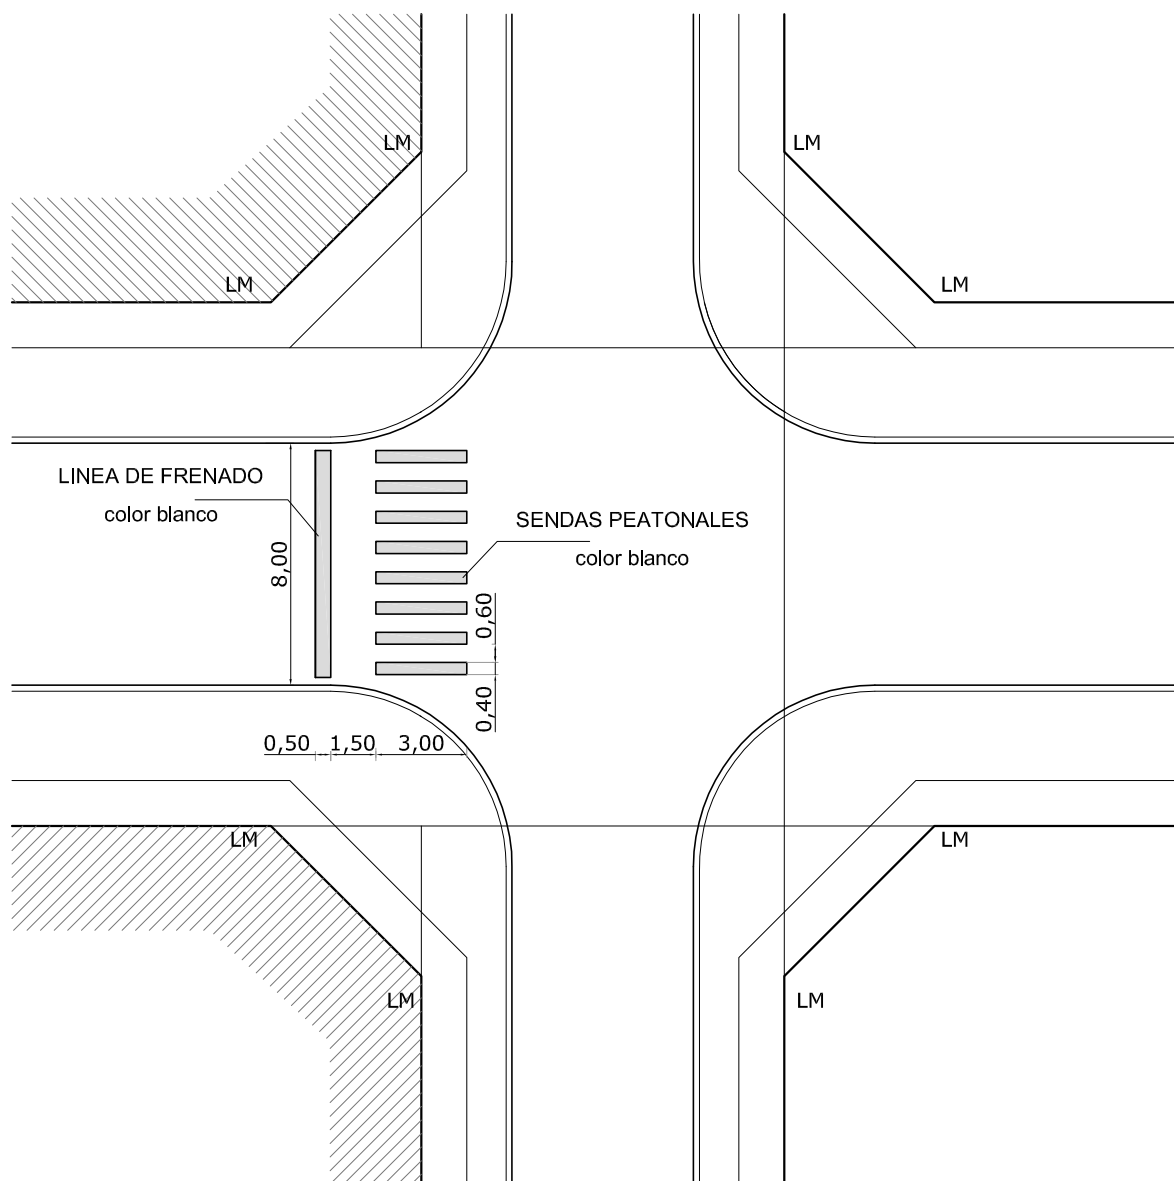 LM
LM
LM
LM
LINEA DE FRENADO
color blanco
SENDAS PEATONALES
color blanco
8,00
0,60
0,40
0,50
1,50
3,00
LM
LM
LM
LM